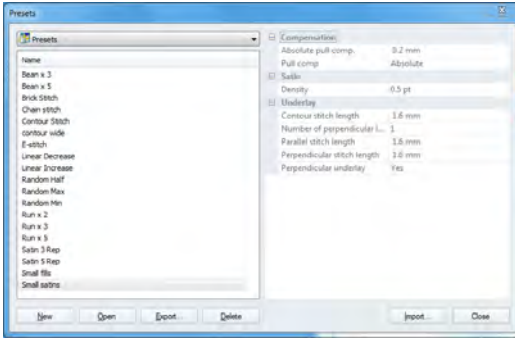 Presets
Presets
Name
Bean x 3
Bean x 5
Brick Stitch
Chain stitch
Contour Stitch
contour wide
E-stitch
Linear Decrease
Linear Increase
Random Half
Random Max
Random Min
Run x 2
Run x 3
Run x 5
Satin 3 Rep
Satin 5 Rep
Small fills
Small satins
Compensation
Absolute pull comp. 0.2 mm
Pull comp Absolute
Satin
Density 0.5 pt
Underlay
Contour stitch length 1.6 mm
Number of perpendicular l... 1
Parallel stitch length 1.6 mm
Perpendicular stitch length
Perpendicular underlay Yes
New Open Export... Delete Import... Close